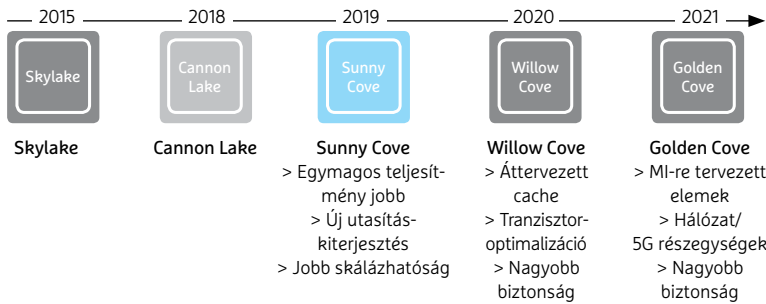 2015 2018 2019 2020 2021
Skylake
Cannon
Lake
Sunny
Cove
Willow
Cove
Golden
Cove
Skylake
Cannon Lake
Sunny Cove
> Egymagos teljesít-
mény jobb
> Új utasítás-
kiterjesztés
> Jobb skálázhatóság
Willow Cove
> Áttervezett
cache
> Tranzisztor-
optimalizáció
> Nagyobb
biztonság
Golden Cove
> MI-re tervezett
elemek
> Hálózat/
5G részegységek
> Nagyobb
biztonság